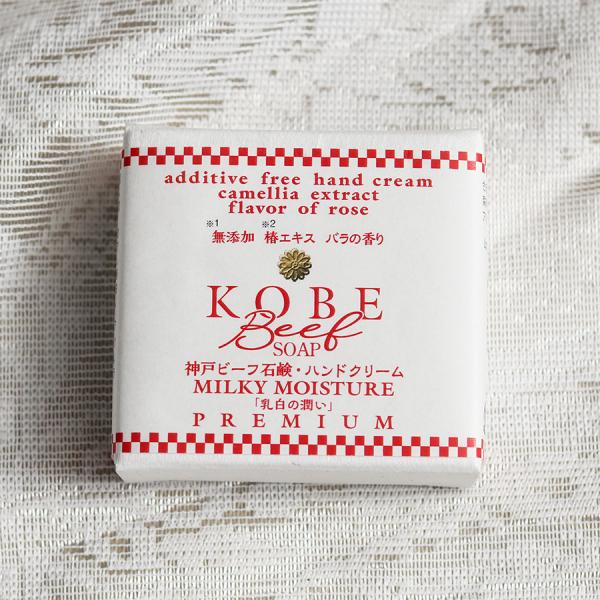 additive free hand cream
camellia extract
flavor of rose
※1 ※2
無添加 椿エキス バラの香り
KOBE
Beef
SOAP
神戸ビーフ石鹸・ハンドクリーム
MILKY MOISTURE
「乳白の潤い」
PREMIUM